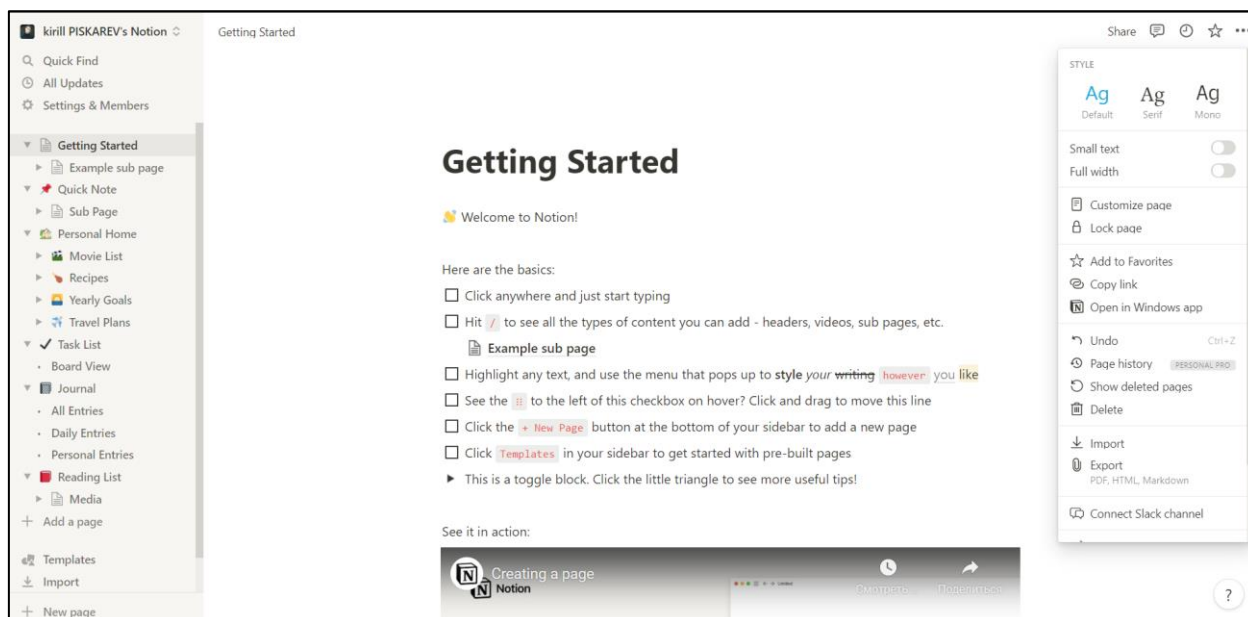 kirill PISKAREV's Notion
Quick Find
All Updates
Settings & Members
Getting Started
Example sub page
Quick Note
Sub Page
Personal Home
Movie List
Recipes
Yearly Goals
Travel Plans
Task List
Board View
Journal
All Entries
Daily Entries
Personal Entries
Reading List
Media
Add a page
Templates
Import
New page
Getting Started
Share
Getting Started
👋 Welcome to Notion!
Here are the basics:
Click anywhere and just start typing
Hit / to see all the types of content you can add - headers, videos, sub pages, etc.
Example sub page
Highlight any text, and use the menu that pops up to style your writing however you like
See the ⠿ to the left of this checkbox on hover? Click and drag to move this line
Click the + New Page button at the bottom of your sidebar to add a new page
Click Templates in your sidebar to get started with pre-built pages
This is a toggle block. Click the little triangle to see more useful tips!
See it in action:
Creating a page
Notion
Смотреть...
Поделиться
STYLE
Ag Ag Ag
Default Serif Mono
Small text
Full width
Customize page
Lock page
Add to Favorites
Copy link
Open in Windows app
Undo Ctrl+Z
Page history PERSONAL PRO
Show deleted pages
Delete
Import
Export
PDF, HTML, Markdown
Connect Slack channel
?